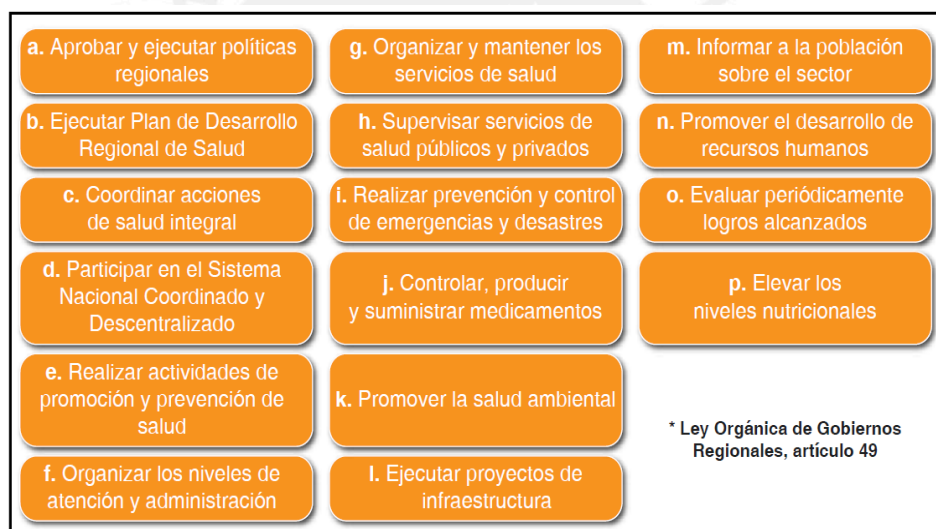 a. Aprobar y ejecutar políticas
regionales
b. Ejecutar Plan de Desarrollo
Regional de Salud
c. Coordinar acciones
de salud integral
d. Participar en el Sistema
Nacional Coordinado y
Descentralizado
e. Realizar actividades de
promoción y prevención de
salud
f. Organizar los niveles de
atención y administración
g. Organizar y mantener los
servicios de salud
h. Supervisar servicios de
salud públicos y privados
i. Realizar prevención y control
de emergencias y desastres
j. Controlar, producir
y suministrar medicamentos
k. Promover la salud ambiental
l. Ejecutar proyectos de
infraestructura
m. Informar a la población
sobre el sector
n. Promover el desarrollo de
recursos humanos
o. Evaluar periódicamente
logros alcanzados
p. Elevar los
niveles nutricionales
* Ley Orgánica de Gobiernos
Regionales, artículo 49